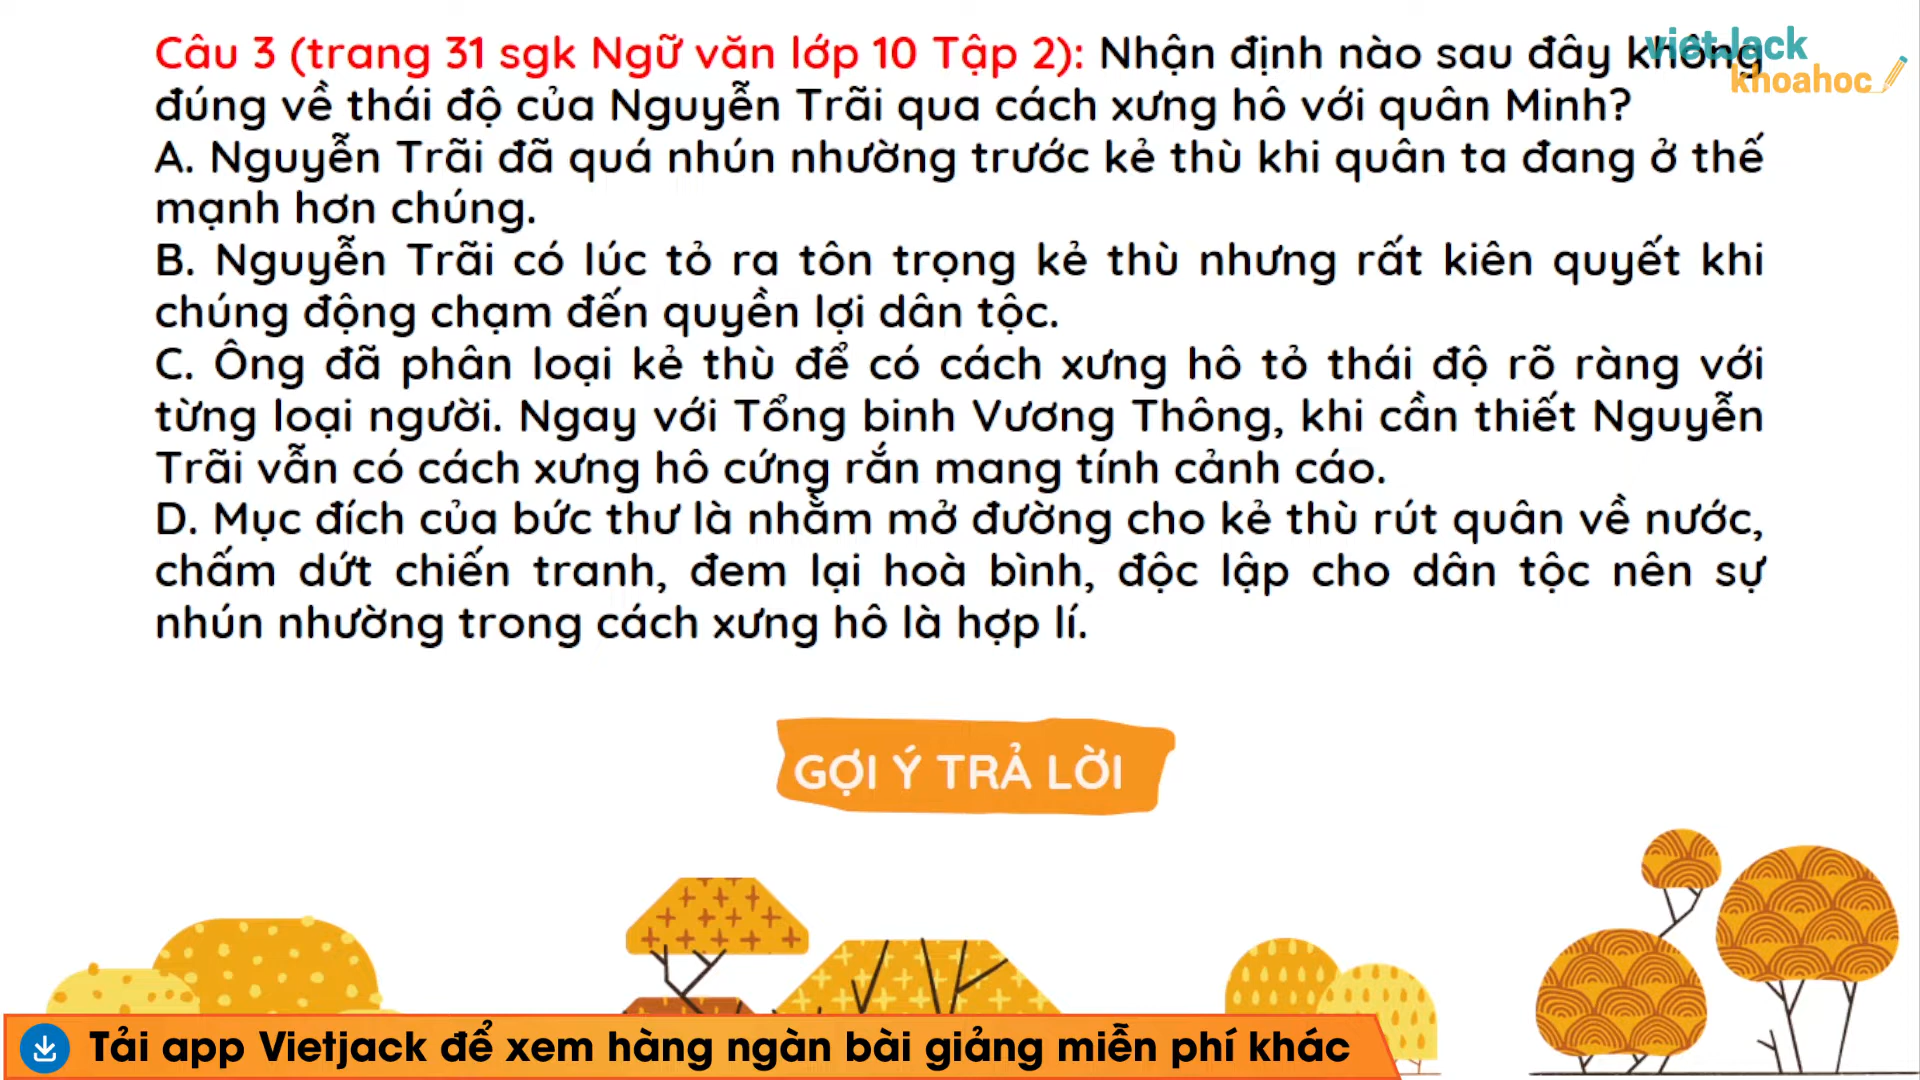 Câu 3 (trang 31 sgk Ngữ văn lớp 10 Tập 2): Nhận định nào sau đây không
đúng về thái độ của Nguyễn Trãi qua cách xưng hô với quân Minh?
A. Nguyễn Trãi đã quá nhún nhường trước kẻ thù khi quân ta đang ở thế
mạnh hơn chúng.
B. Nguyễn Trãi có lúc tỏ ra tôn trọng kẻ thù nhưng rất kiên quyết khi
chúng động chạm đến quyền lợi dân tộc.
C. Ông đã phân loại kẻ thù để có cách xưng hô tỏ thái độ rõ ràng với
từng loại người. Ngay với Tổng binh Vương Thông, khi cần thiết Nguyễn
Trãi vẫn có cách xưng hô cứng rắn mang tính cảnh cáo.
D. Mục đích của bức thư là nhằm mở đường cho kẻ thù rút quân về nước,
chấm dứt chiến tranh, đem lại hoà bình, độc lập cho dân tộc nên sự
nhún nhường trong cách xưng hô là hợp lí.
vietJack
khoahoc
GỢI Ý TRẢ LỜI
Tải app Vietjack để xem hàng ngàn bài giảng miễn phí khác